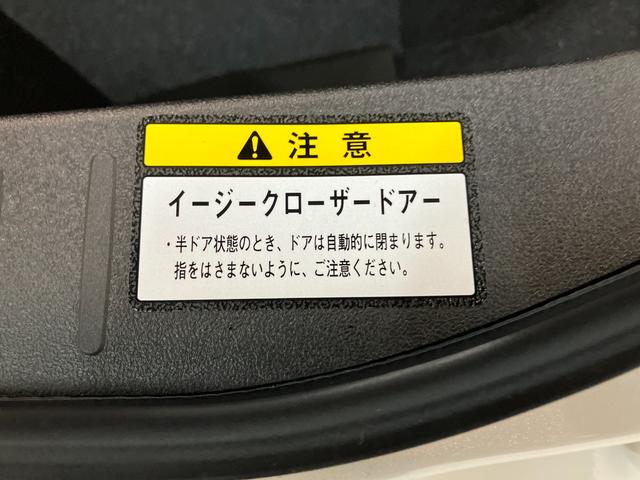 注意
イージークローザードアー
・半ドア状態のとき、ドアは自動的に閉まります。
指をはさまないように、ご注意ください。